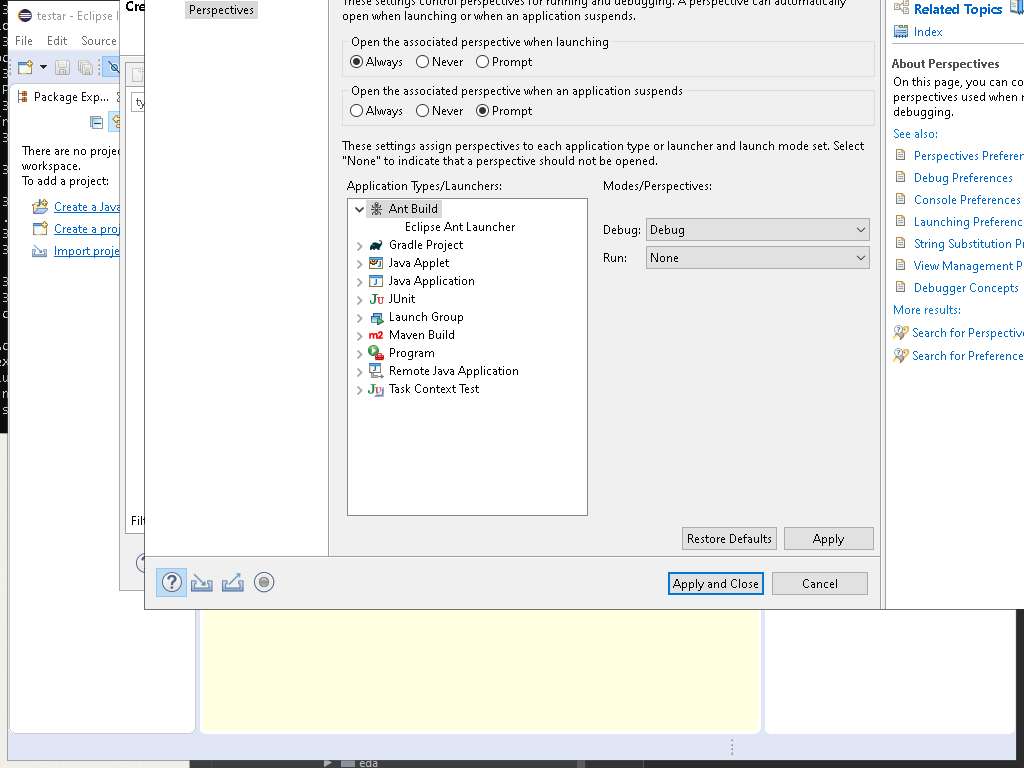 testar - Eclipse I
File Edit Source
Package Exp...
There are no proje
workspace.
To add a project:
Create a Java
Create a proj
Import proje
Cre
ty
Filt
Perspectives
These settings control perspectives for running and debugging. A perspective can automatically
open when launching or when an application suspends.
Open the associated perspective when launching
Always Never Prompt
Open the associated perspective when an application suspends
Always Never Prompt
These settings assign perspectives to each application type or launcher and launch mode set. Select
"None" to indicate that a perspective should not be opened.
Application Types/Launchers:
Modes/Perspectives:
Ant Build
Eclipse Ant Launcher
Gradle Project
Java Applet
Java Application
JUnit
Launch Group
Maven Build
Program
Remote Java Application
Task Context Test
Debug: Debug
Run: None
Restore Defaults Apply
Apply and Close Cancel
Related Topics
Index
About Perspectives
On this page, you can co
perspectives used when r
debugging.
See also:
Perspectives Preferen
Debug Preferences
Console Preferences
Launching Preferenc
String Substitution Pr
View Management P
Debugger Concepts
More results:
Search for Perspective
Search for Preference
eda